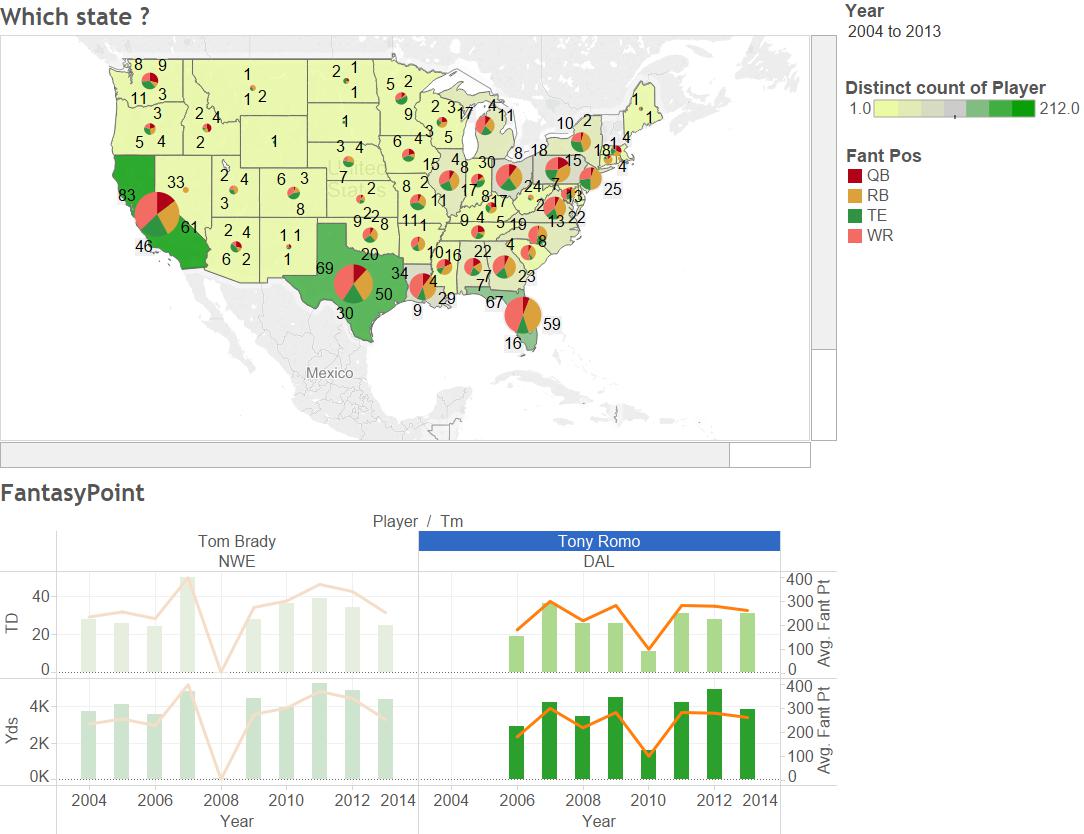 Which state ?
8 9
11 3
3
5 4
1
1 2
2 4
2
2 1
1
1
1
5 2
9
2 3
3 5
17 4 11
10 2
1
1
18 1 4
4
3 4
7
6 4
15 4 8 30 8 18 15
25
83
46
61
33
2 4
3
6 3
8
United
States
2
2
8 2
11
17 8 17
24 7 13
2
13 22
2 4
6 2
1 1
1
9 2 8
20
11 1
9 4 5 19
8
4
69
50
30
34 4
9 29
10 16
22
7 7
23
67
59
16
Mexico
Year
2004 to 2013
Distinct count of Player
1.0 212.0
Fant Pos
QB
RB
TE
WR
FantasyPoint
Player / Tm
Tom Brady Tony Romo
NWE DAL
TD
40
20
0
400
300
200
100
0
Avg. Fant Pt
Yds
4K
2K
0K
400
300
200
100
0
Avg. Fant Pt
2004 2006 2008 2010 2012 2014 2004 2006 2008 2010 2012 2014
Year Year